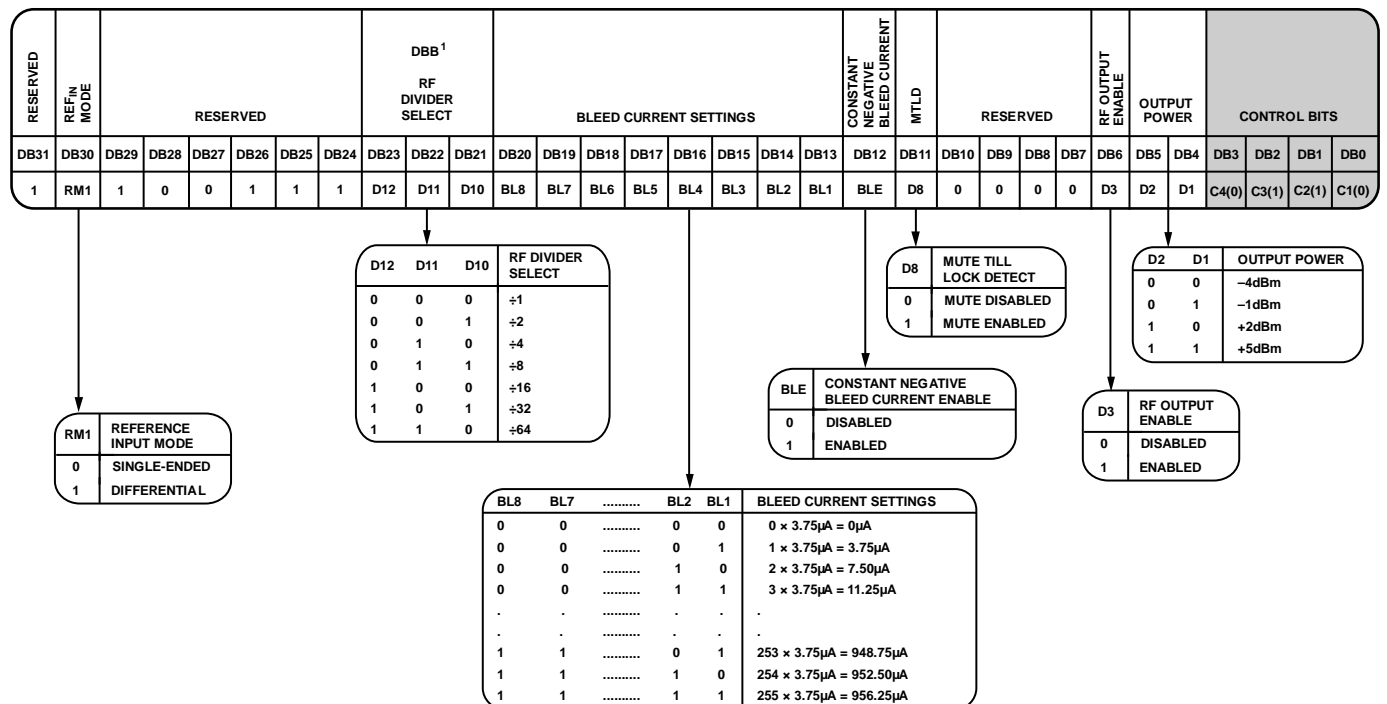 RESERVED
REFIN MODE
RESERVED
DBB1
RF DIVIDER SELECT
BLEED CURRENT SETTINGS
CONSTANT NEGATIVE BLEED CURRENT
MTLD
RESERVED
RF OUTPUT ENABLE
OUTPUT POWER
CONTROL BITS
DB31 DB30 DB29 DB28 DB27 DB26 DB25 DB24 DB23 DB22 DB21 DB20 DB19 DB18 DB17 DB16 DB15 DB14 DB13 DB12 DB11 DB10 DB9 DB8 DB7 DB6 DB5 DB4 DB3 DB2 DB1 DB0
1 RM1 1 0 0 1 1 1 D12 D11 D10 BL8 BL7 BL6 BL5 BL4 BL3 BL2 BL1 BLE D8 0 0 0 0 D3 D2 D1 C4(0) C3(1) C2(1) C1(0)
RM1 REFERENCE INPUT MODE
0 SINGLE-ENDED
1 DIFFERENTIAL
D12 D11 D10 RF DIVIDER SELECT
0 0 0 ÷1
0 0 1 ÷2
0 1 0 ÷4
0 1 1 ÷8
1 0 0 ÷16
1 0 1 ÷32
1 1 0 ÷64
BL8 BL7 .......... BL2 BL1 BLEED CURRENT SETTINGS
0 0 .......... 0 0 0 × 3.75µA = 0µA
0 0 .......... 0 1 1 × 3.75µA = 3.75µA
0 0 .......... 1 0 2 × 3.75µA = 7.50µA
0 0 .......... 1 1 3 × 3.75µA = 11.25µA
. . .......... . . .
. . .......... . . .
1 1 .......... 0 1 253 × 3.75µA = 948.75µA
1 1 .......... 1 0 254 × 3.75µA = 952.50µA
1 1 .......... 1 1 255 × 3.75µA = 956.25µA
BLE CONSTANT NEGATIVE BLEED CURRENT ENABLE
0 DISABLED
1 ENABLED
D8 MUTE TILL LOCK DETECT
0 MUTE DISABLED
1 MUTE ENABLED
D3 RF OUTPUT ENABLE
0 DISABLED
1 ENABLED
D2 D1 OUTPUT POWER
0 0 –4dBm
0 1 –1dBm
1 0 +2dBm
1 1 +5dBm